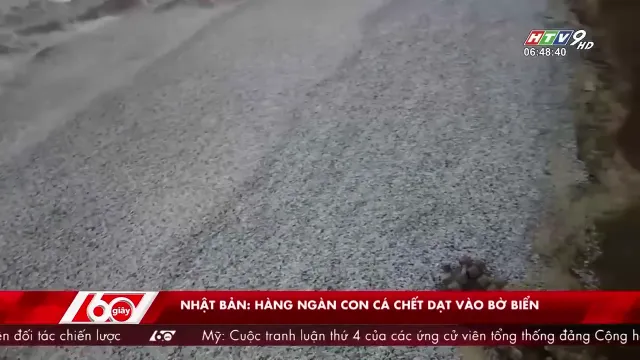 HTV9 HD
06:48:40
60 giây
NHẬT BẢN: HÀNG NGÀN CON CÁ CHẾT DẠT VÀO BỜ BIỂN
ên đối tác chiến lược 60 giây Mỹ: Cuộc tranh luận thứ 4 của các ứng cử viên tổng thống đảng Cộng h